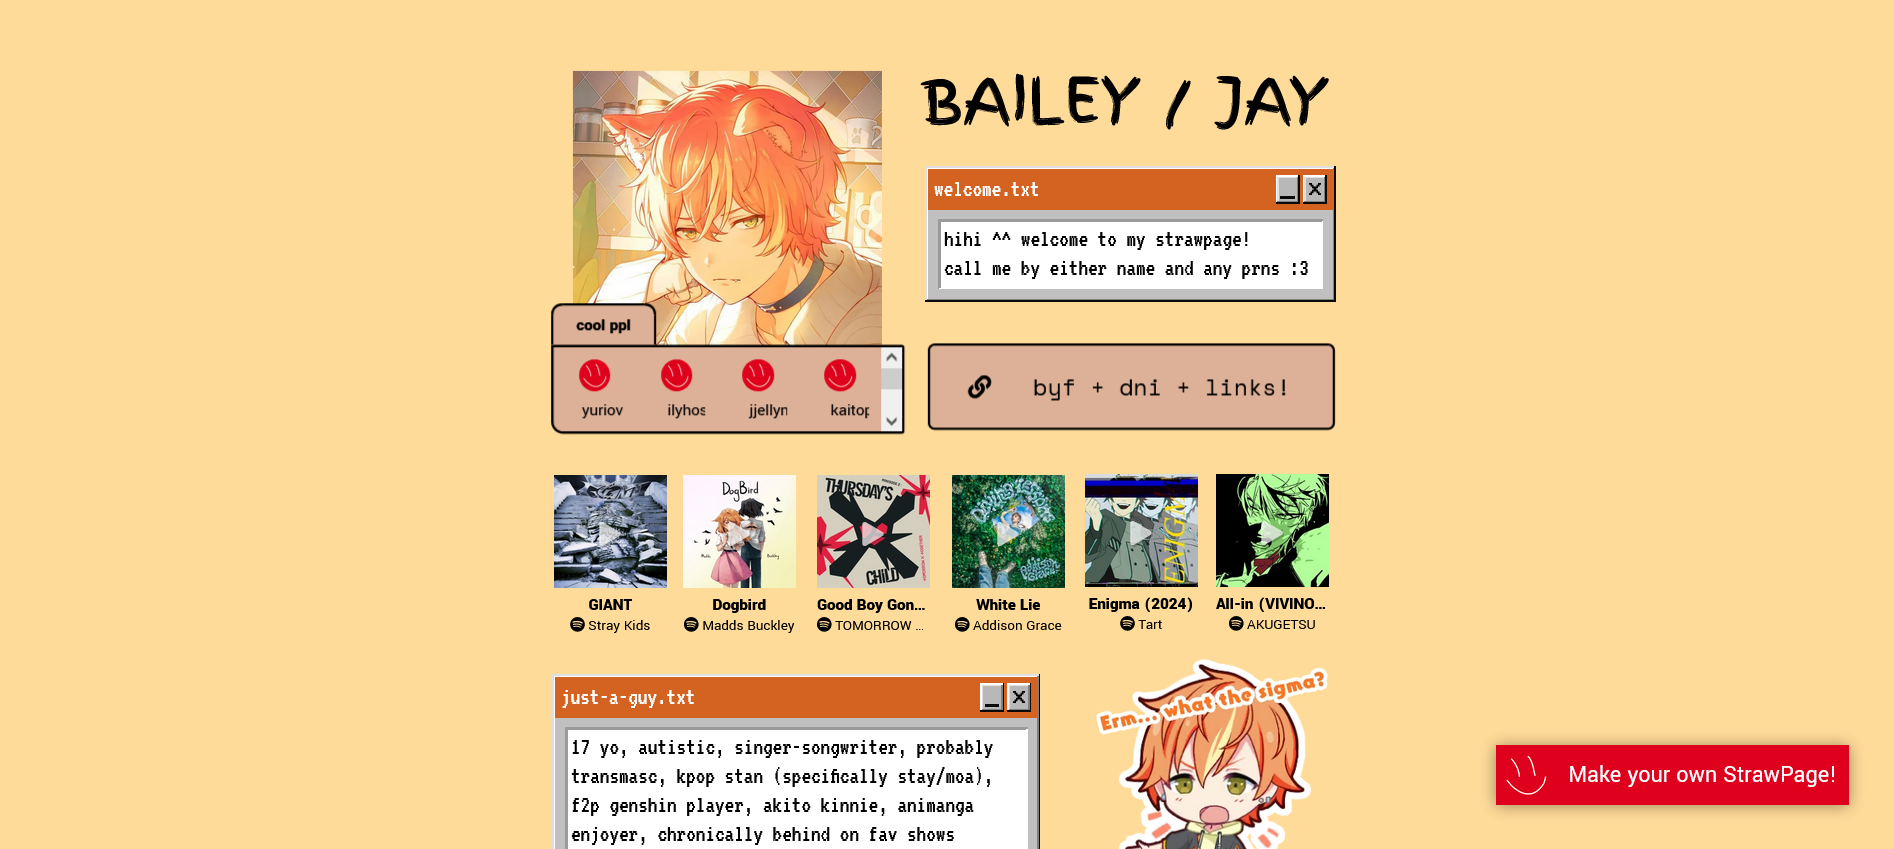 BAILEY / JAY
welcome.txt
hihi ^^ welcome to my strawpage!
call me by either name and any prns :3
cool ppl
yuriov
ilyhos
jjellyn
kaitop
byf + dni + links!
DogBird
THURSDAY'S
CHILD
ENIGM
GIANT
Stray Kids
Dogbird
Madds Buckley
Good Boy Gon...
TOMORROW ...
White Lie
Addison Grace
Enigma (2024)
Tart
All-in (VIVINO...
AKUGETSU
just-a-guy.txt
17 yo, autistic, singer-songwriter, probably
transmasc, kpop stan (specifically stay/moa),
f2p genshin player, akito kinnie, animanga
enjoyer, chronically behind on fav shows
Erm... what the sigma?
Make your own StrawPage!